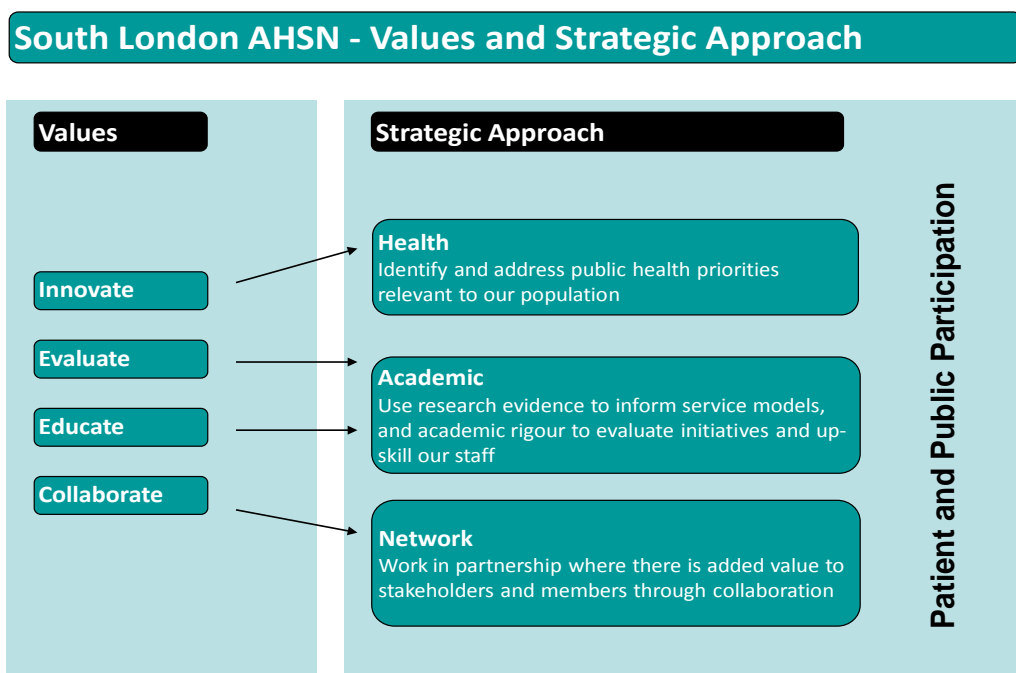 South London AHSN - Values and Strategic Approach
Values
Innovate
Evaluate
Educate
Collaborate
Strategic Approach
Health
Identify and address public health priorities
relevant to our population
Academic
Use research evidence to inform service models,
and academic rigour to evaluate initiatives and up-
skill our staff
Network
Work in partnership where there is added value to
stakeholders and members through collaboration
Patient and Public Participation